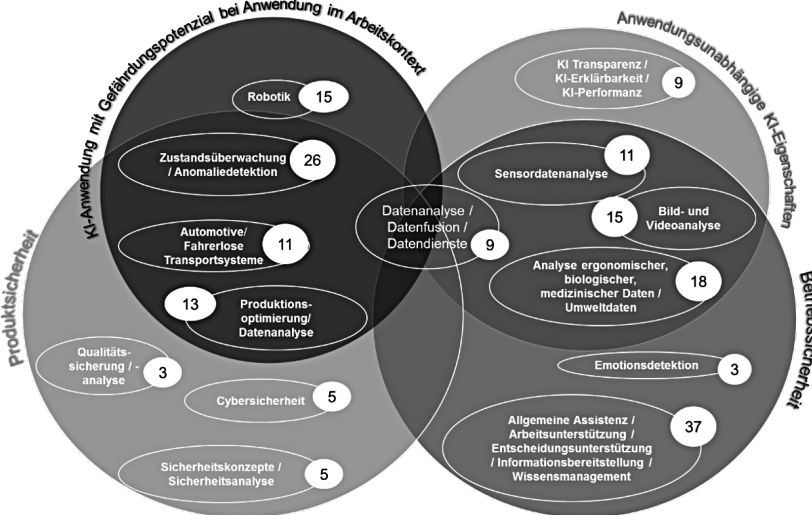 KI-Anwendung mit Gefährdungspotenzial bei Anwendung im Arbeitskontext
Anwendungsunabhängige KI-Eigenschaften
Produktsicherheit
Betriebssicherheit
Robotik
15
Zustandsüberwachung
/ Anomaliedetektion
26
Automotive/
Fahrerlose
Transportsysteme
11
13
Produktions-
optimierung/
Datenanalyse
Qualitäts-
sicherung / -
analyse
3
Cybersicherheit
5
Sicherheitskonzepte /
Sicherheitsanalyse
5
Datenanalyse /
Datenfusion /
Datendienste
9
KI Transparenz /
KI-Erklärbarkeit /
KI-Performanz
9
Sensordatenanalyse
11
15
Bild- und
Videoanalyse
Analyse ergonomischer,
biologischer,
medizinischer Daten /
Umweltdaten
18
Emotionsdetektion
3
Allgemeine Assistenz /
Arbeitsunterstützung /
Entscheidungsunterstützung
/ Informationsbereitstellung /
Wissensmanagement
37